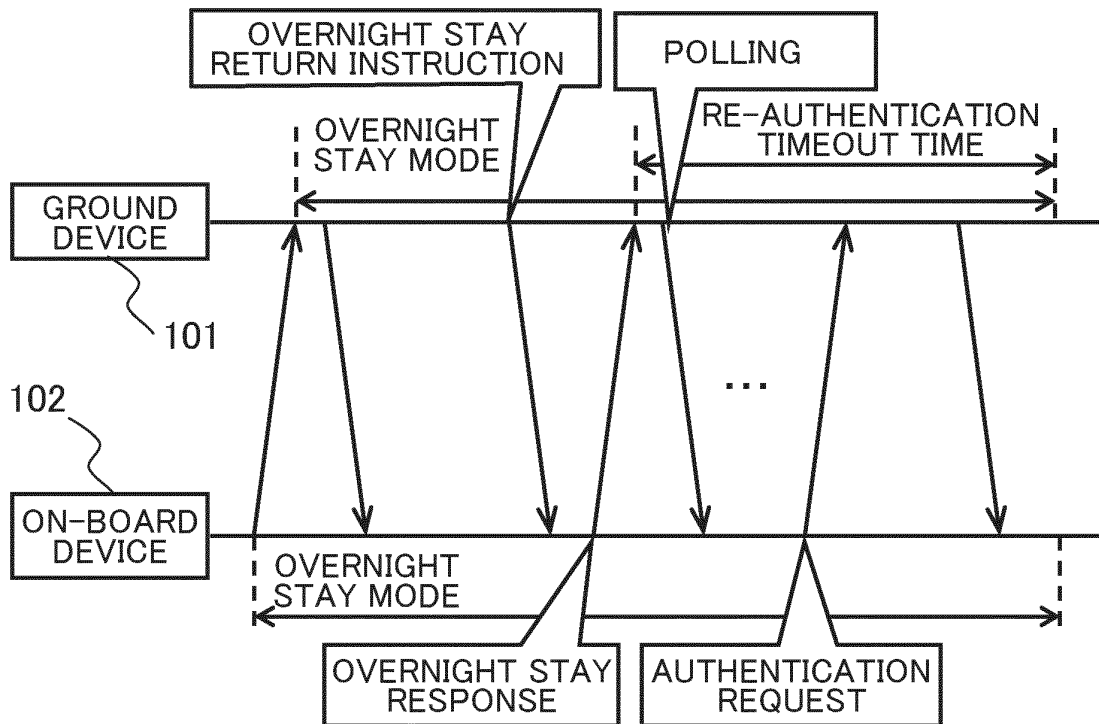 OVERNIGHT STAY
RETURN INSTRUCTION
POLLING
OVERNIGHT
STAY MODE
RE-AUTHENTICATION
TIMEOUT TIME
GROUND
DEVICE
101
...
102
ON-BOARD
DEVICE
OVERNIGHT
STAY MODE
OVERNIGHT STAY
RESPONSE
AUTHENTICATION
REQUEST